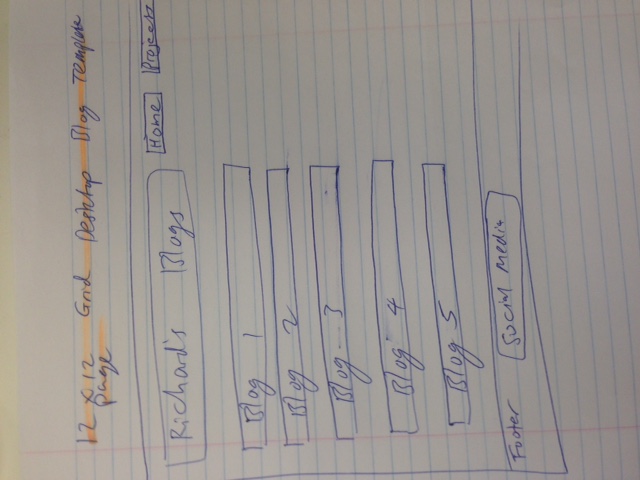 12 x 12 Grid Desktop Blog Template
page
Richard's Blogs
Home
Projects
Blog 1
Blog 2
Blog 3
Blog 4
Blog 5
Footer
Social Media